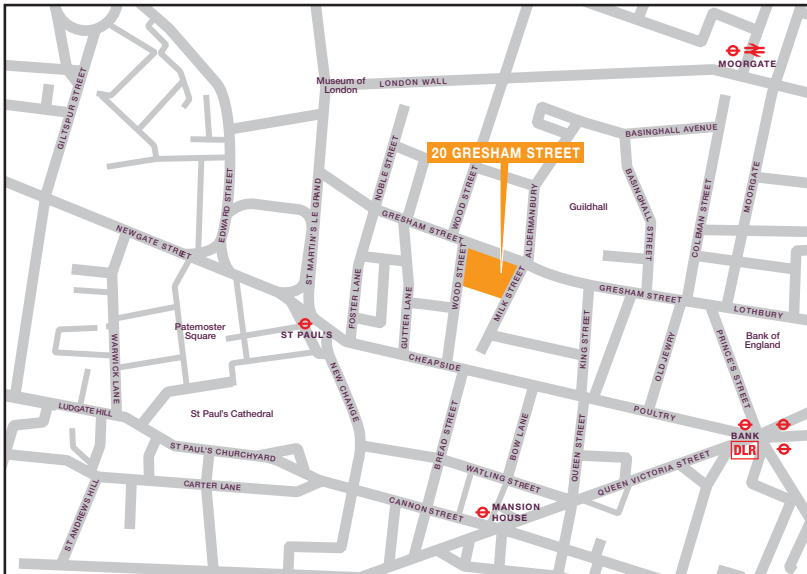 MOORGATE
Museum of
London
LONDON WALL
GILTSPUR STREET
BASINGHALL AVENUE
20 GRESHAM STREET
NOBLE STREET
WOOD STREET
ALDERMANBURY
BASINGHALL STREET
COLEMAN STREET
MOORGATE
Guildhall
EDWARD STREET
ST MARTIN'S LE GRAND
GRESHAM STREET
NEWGATE STREET
WOOD STREET
MILK STREET
GRESHAM STREET
LOTHBURY
FOSTER LANE
GUTTER LANE
Paternoster
Square
ST PAUL'S
WARWICK LANE
CHEAPSIDE
KING STREET
OLD JEWRY
PRINCE'S STREET
Bank of
England
NEW CHANGE
LUDGATE HILL
St Paul's Cathedral
POULTRY
BREAD STREET
BOW LANE
QUEEN STREET
BANK
DLR
ST PAUL'S CHURCHYARD
WATLING STREET
QUEEN VICTORIA STREET
CARTER LANE
CANNON STREET
MANSION
HOUSE
ST ANDREWS HILL